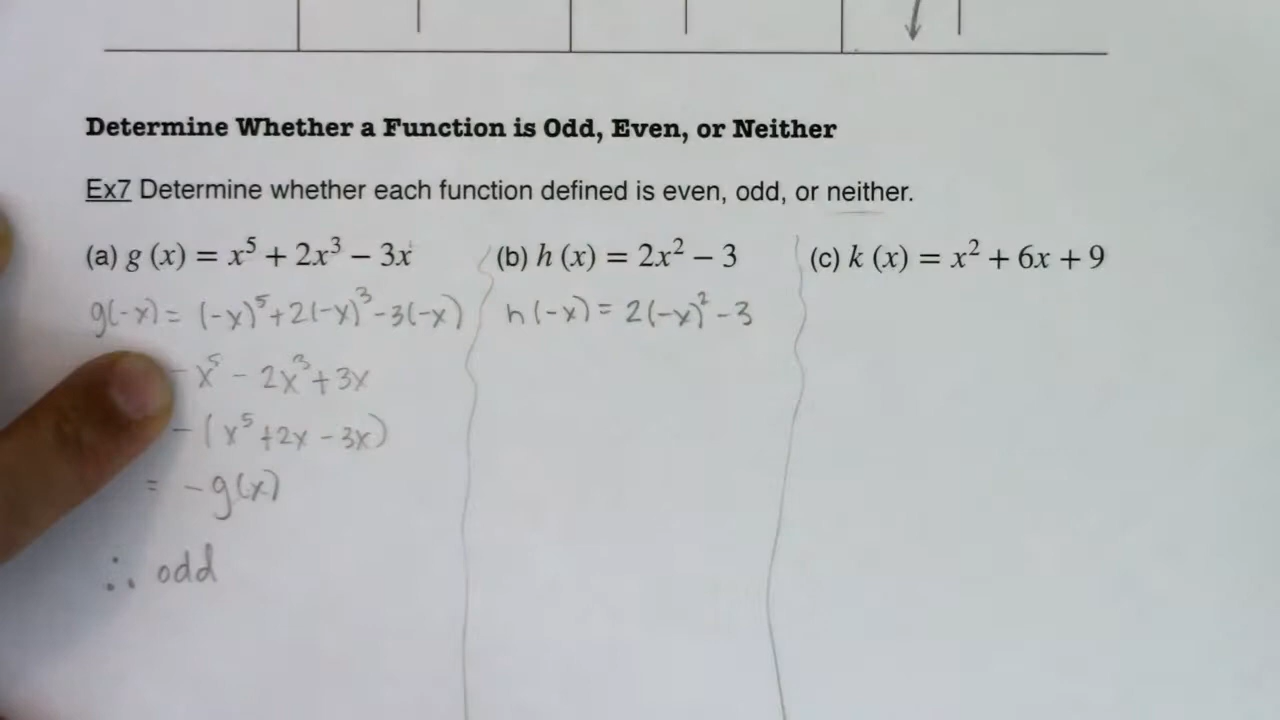 Determine Whether a Function is Odd, Even, or Neither
Ex7 Determine whether each function defined is even, odd, or neither.
(a) g (x) = x⁵ + 2x³ − 3x
g(-x) = (-x)⁵ + 2(-x)³ - 3(-x)
- x⁵ - 2x³ + 3x
- (x⁵ + 2x - 3x)
= -g(x)
∴ odd
(b) h (x) = 2x² − 3
h(-x) = 2(-x)² - 3
(c) k (x) = x² + 6x + 9